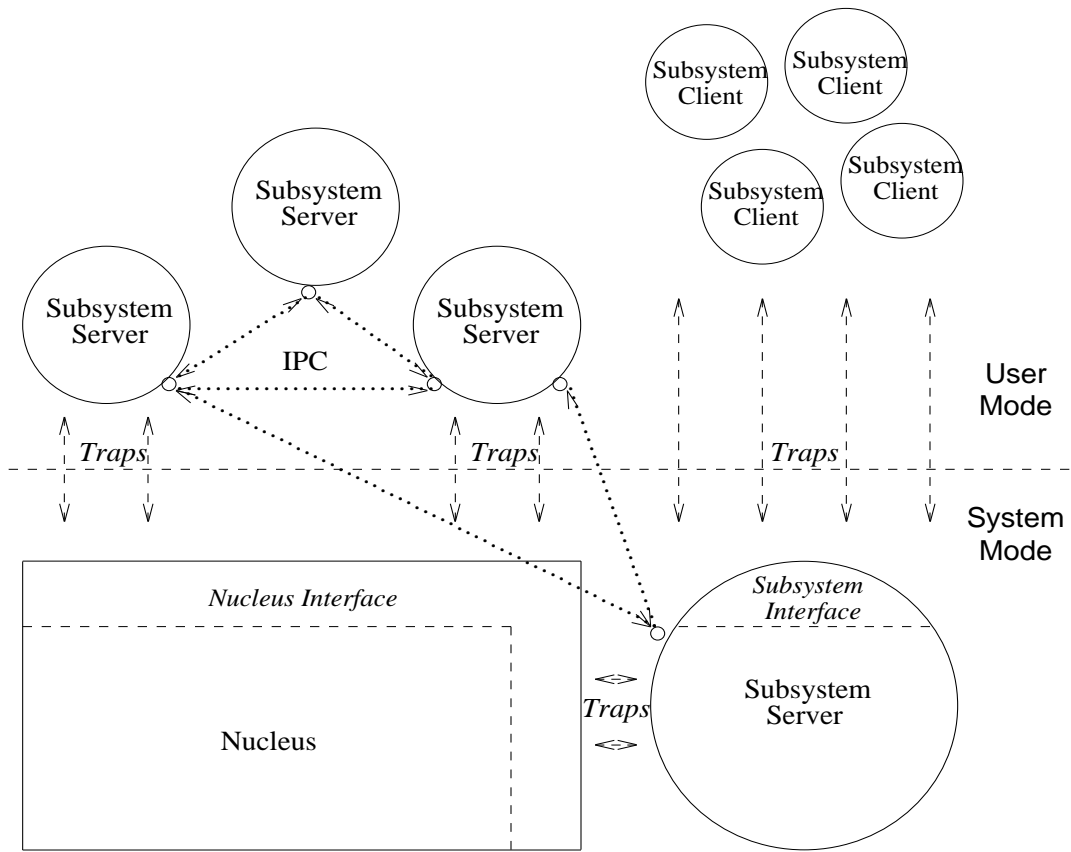 Subsystem
Client
Subsystem
Client
Subsystem
Client
Subsystem
Client
Subsystem
Server
Subsystem
Server
Subsystem
Server
IPC
User
Mode
Traps
Traps
Traps
System
Mode
Nucleus Interface
Subsystem
Interface
Traps
Nucleus
Subsystem
Server